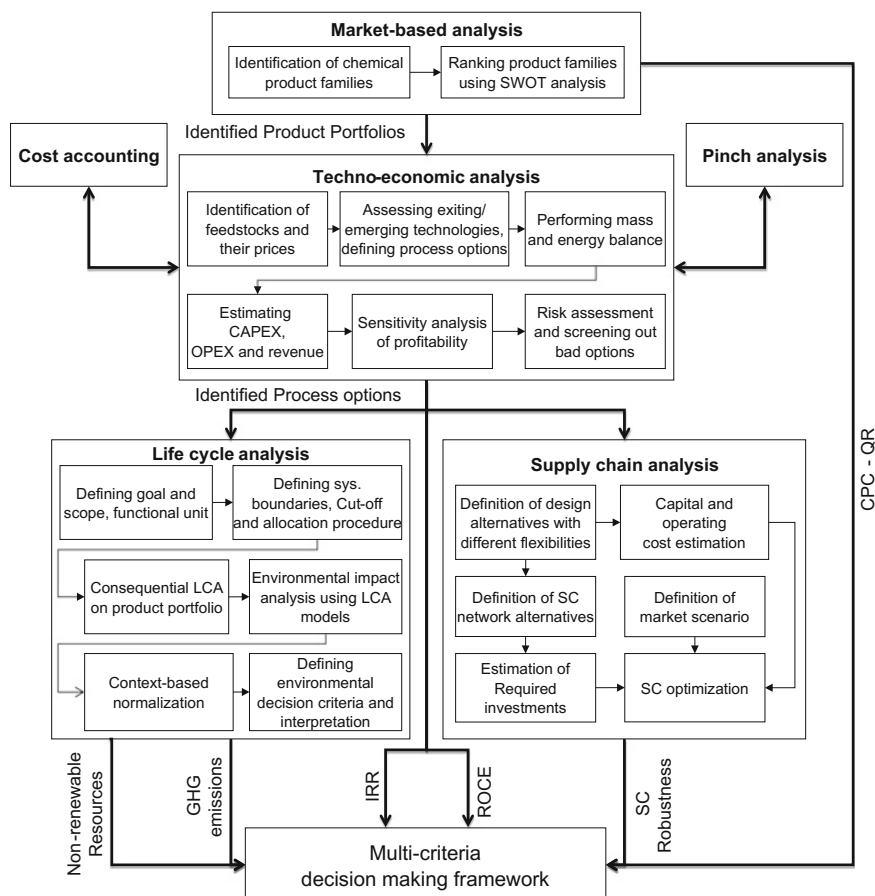 Market-based analysis
Identification of chemical
product families
Ranking product families
using SWOT analysis
Identified Product Portfolios
Cost accounting
Pinch analysis
Techno-economic analysis
Identification of
feedstocks and
their prices
Assessing exiting/
emerging technologies,
defining process options
Performing mass
and energy balance
Estimating
CAPEX,
OPEX and revenue
Sensitivity analysis
of profitability
Risk assessment
and screening out
bad options
Identified Process options
CPC - QR
Life cycle analysis
Defining goal and
scope, functional unit
Defining sys.
boundaries, Cut-off
and allocation procedure
Consequential LCA
on product portfolio
Environmental impact
analysis using LCA
models
Context-based
normalization
Defining
environmental
decision criteria and
interpretation
Supply chain analysis
Definition of design
alternatives with
different flexibilities
Capital and
operating
cost estimation
Definition of SC
network alternatives
Definition of
market scenario
Estimation of
Required
investments
SC optimization
Non-renewable
Resources
GHG
emissions
IRR
ROCE
SC
Robustness
Multi-criteria
decision making framework